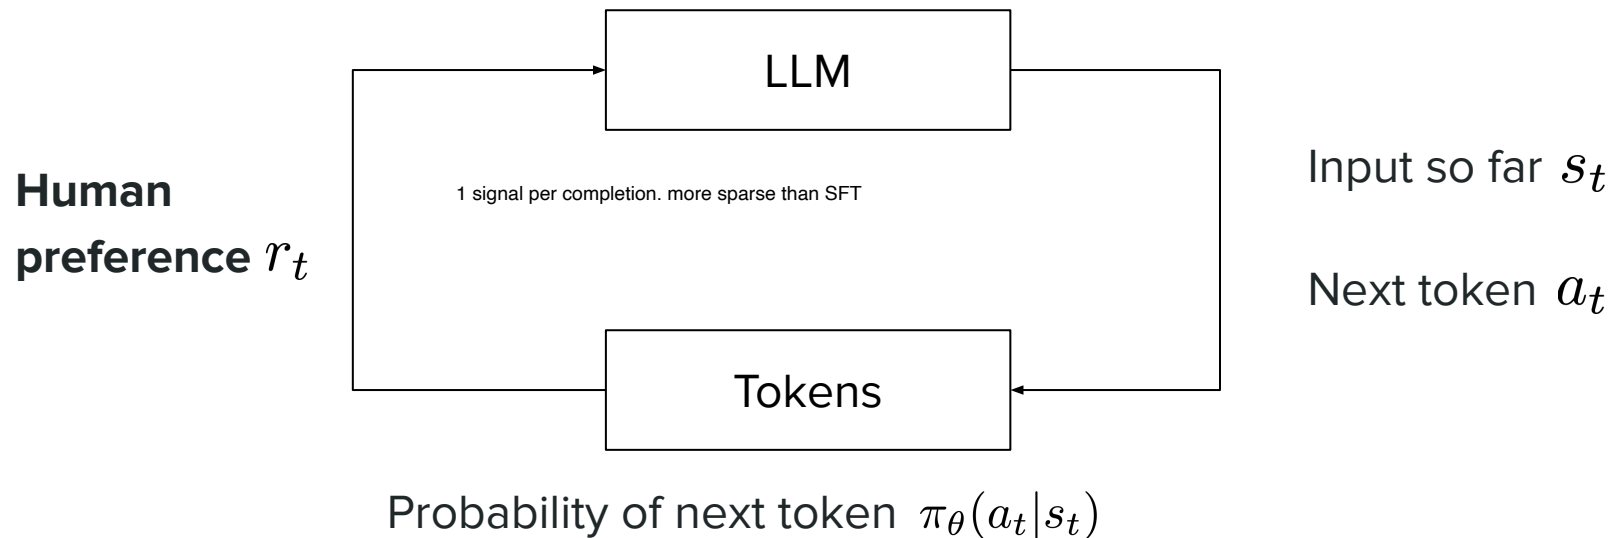 LLM
Input so far s_t
Human
preference r_t
1 signal per completion. more sparse than SFT
Next token a_t
Tokens
Probability of next token π_θ(a_t|s_t)